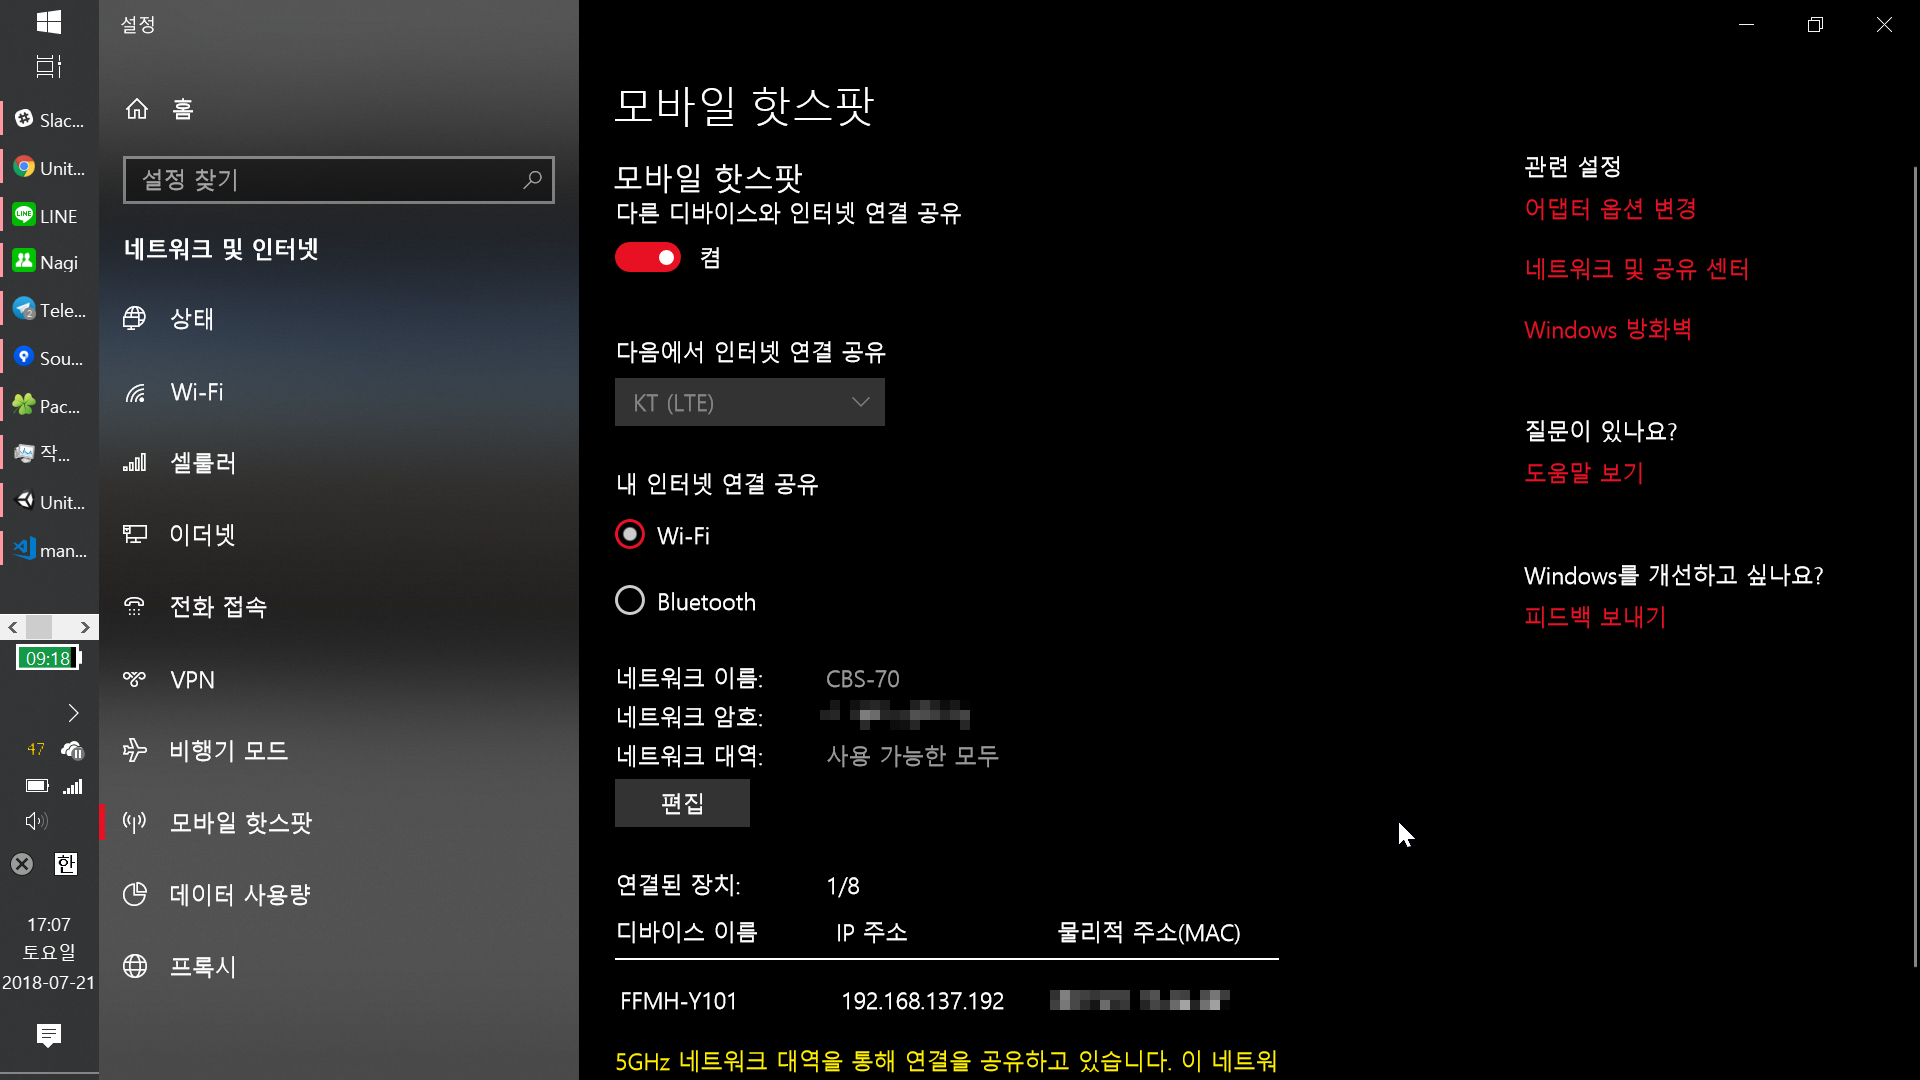 Slac...
Unit...
LINE
LINE
Nagi
Tele...
2
Sou...
Pac...
작...
Unit...
man...
09:18
47
한
17:07
토요일
2018-07-21
설정
홈
설정 찾기
네트워크 및 인터넷
상태
Wi-Fi
셀룰러
이더넷
전화 접속
VPN
비행기 모드
모바일 핫스팟
데이터 사용량
프록시
모바일 핫스팟
모바일 핫스팟
다른 디바이스와 인터넷 연결 공유
켬
다음에서 인터넷 연결 공유
KT (LTE)
내 인터넷 연결 공유
Wi-Fi
Bluetooth
네트워크 이름: CBS-70
네트워크 암호:
네트워크 대역: 사용 가능한 모두
편집
연결된 장치: 1/8
디바이스 이름 IP 주소 물리적 주소(MAC)
FFMH-Y101 192.168.137.192
5GHz 네트워크 대역을 통해 연결을 공유하고 있습니다. 이 네트워
관련 설정
어댑터 옵션 변경
네트워크 및 공유 센터
Windows 방화벽
질문이 있나요?
도움말 보기
Windows를 개선하고 싶나요?
피드백 보내기